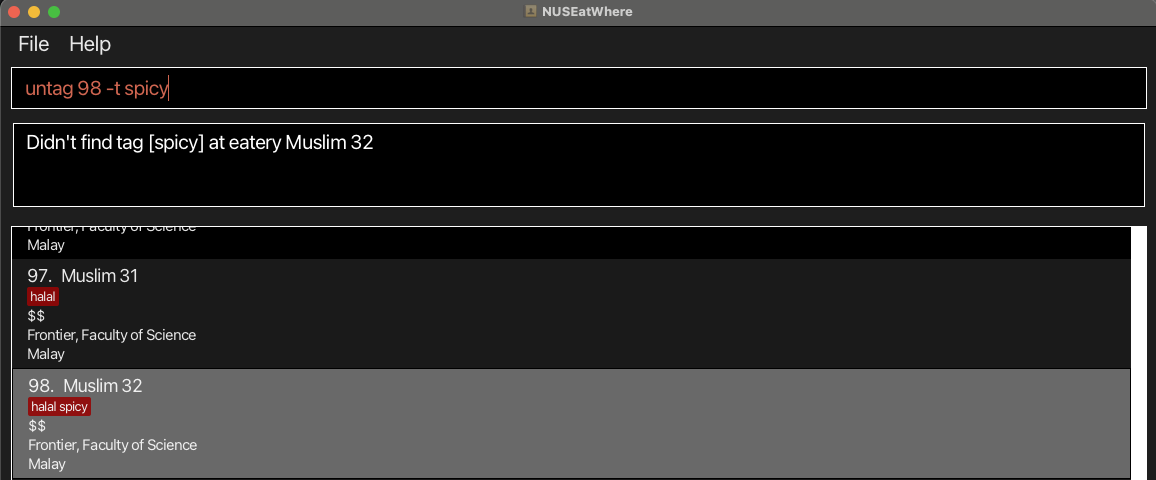 NUSEatWhere
File Help
untag 98 -t spicy
Didn't find tag [spicy] at eatery Muslim 32
Frontier, Faculty of Science
Malay
97. Muslim 31
halal
$$
Frontier, Faculty of Science
Malay
98. Muslim 32
halal spicy
$$
Frontier, Faculty of Science
Malay